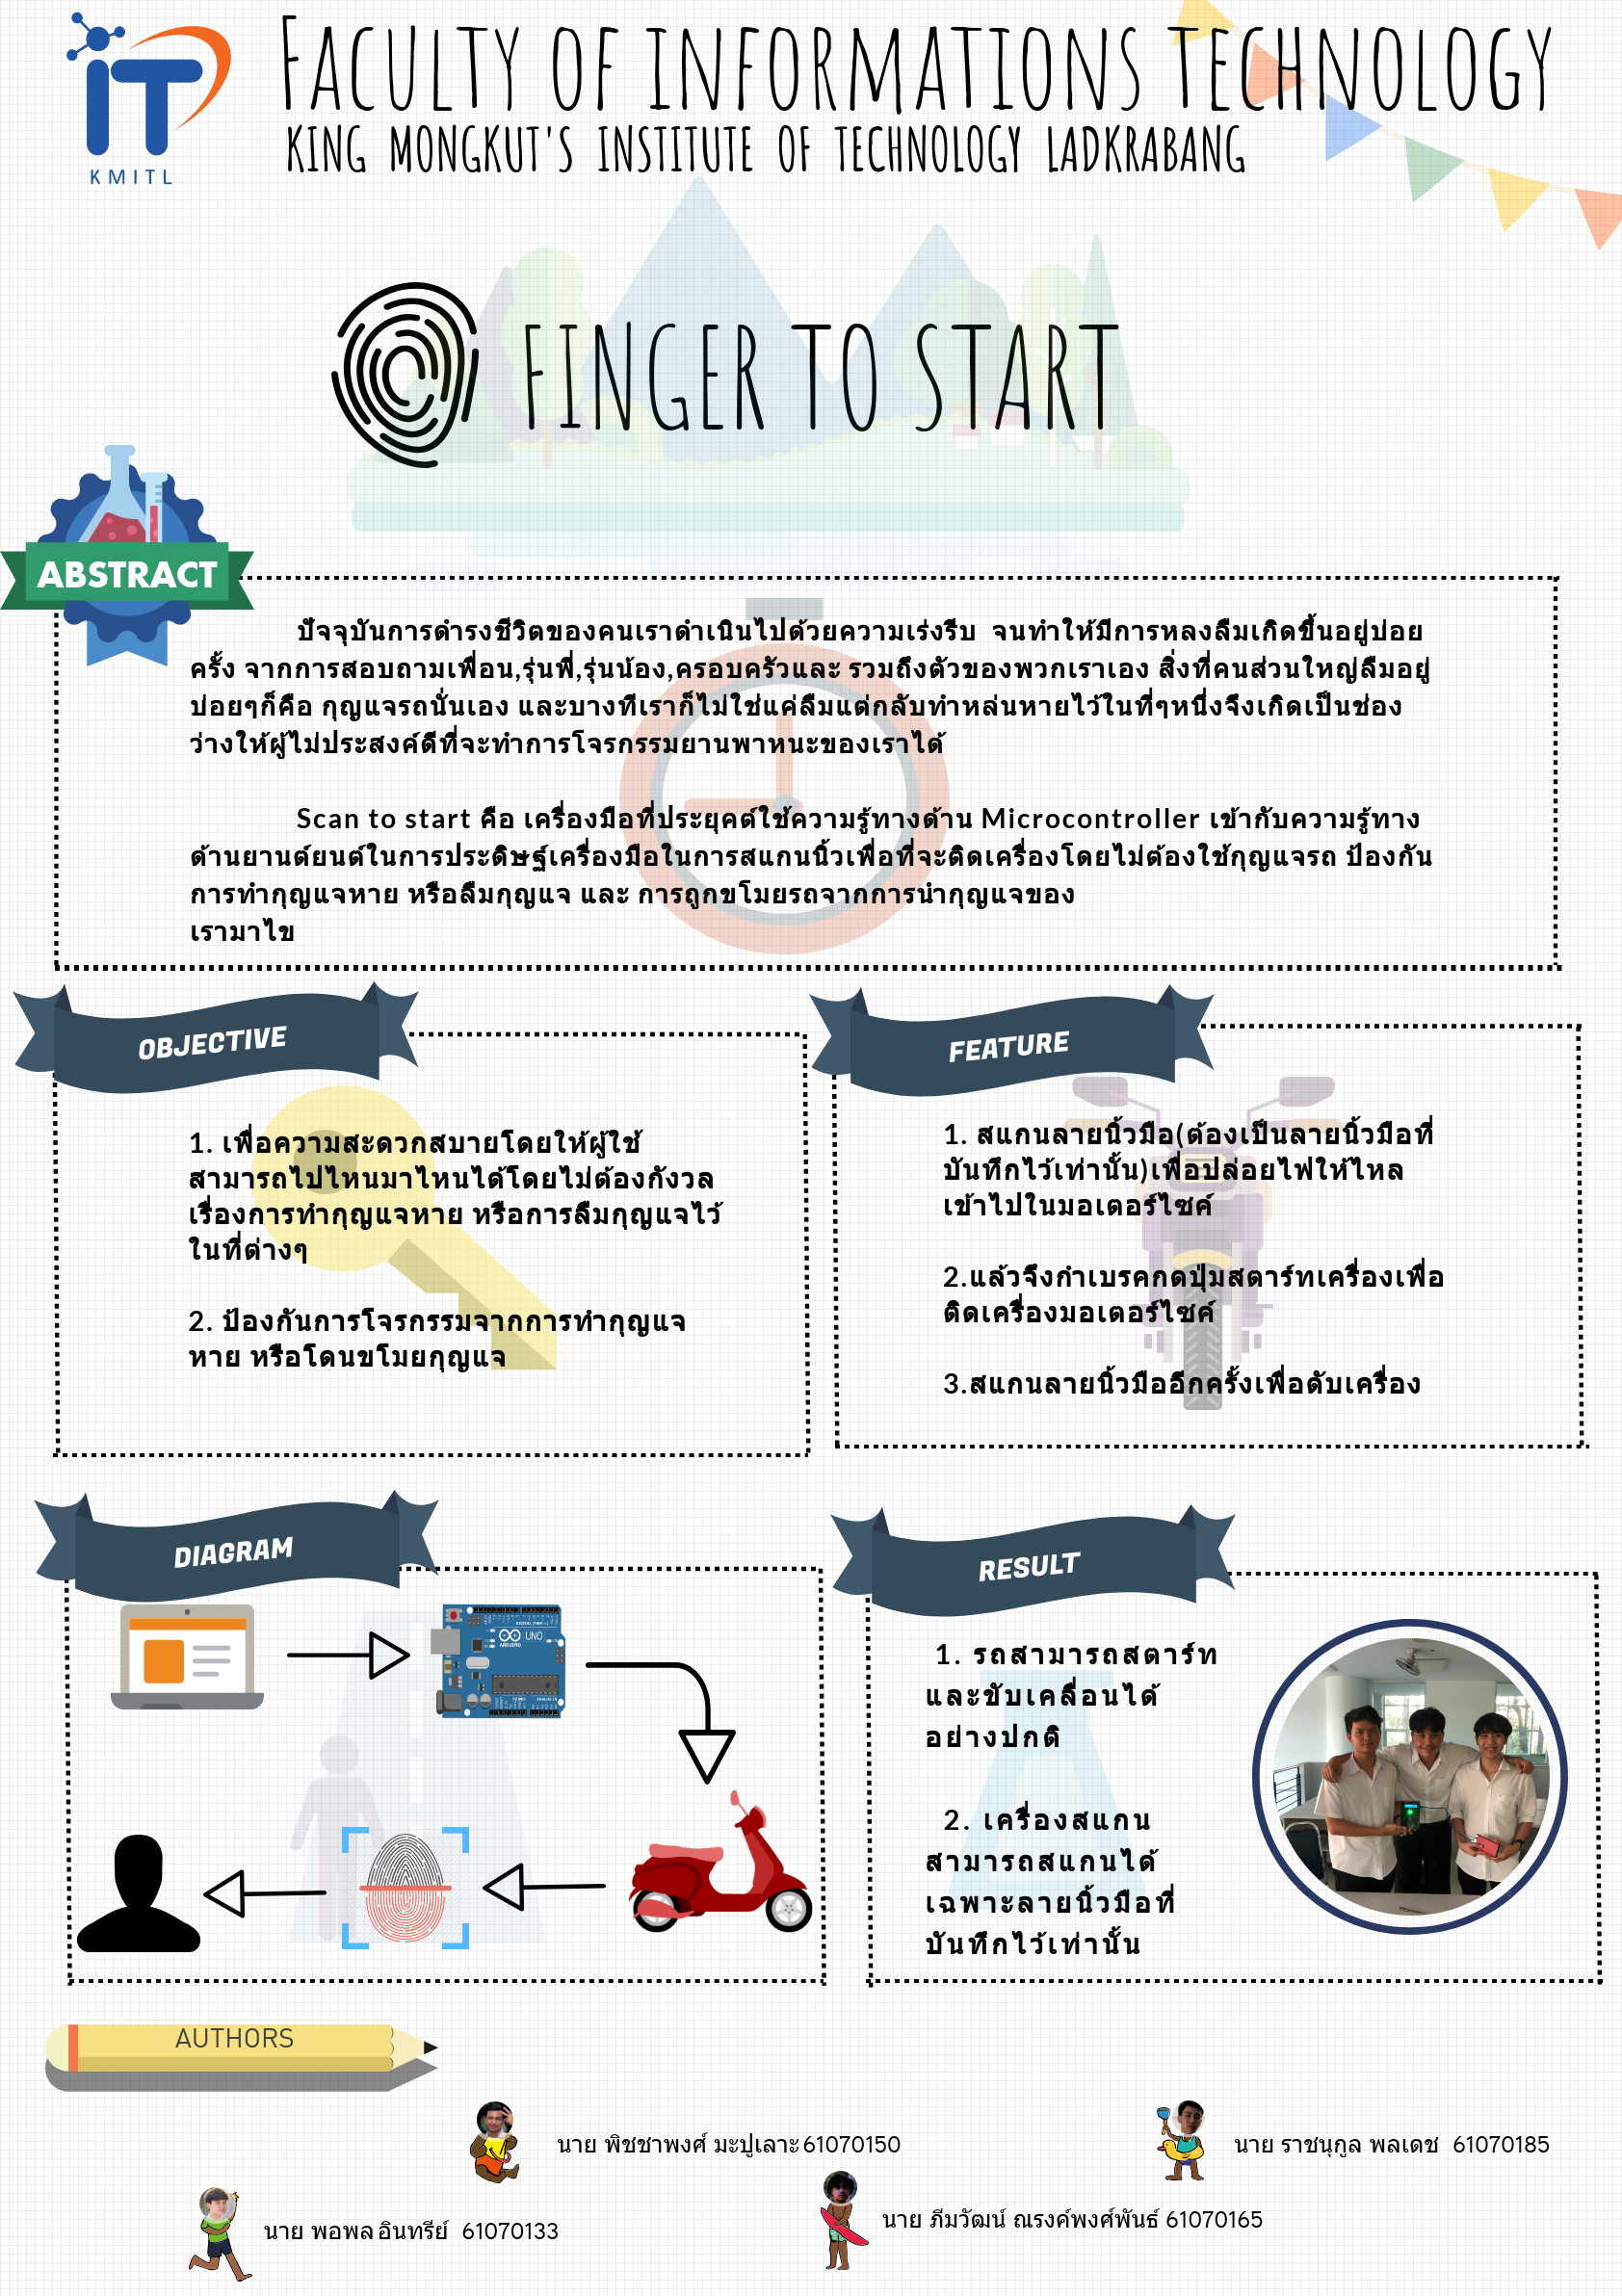 FACULTY OF INFORMATIONS TECHNOLOGY
KING MONGKUT'S INSTITUTE OF TECHNOLOGY LADKRABANG
iT
KMITL
FINGER TO START
ABSTRACT
ปัจจุบันการดำรงชีวิตของคนเราดำเนินไปด้วยความเร่งรีบ จนทำให้มีการหลงลืมเกิดขึ้นอยู่บ่อย
ครั้ง จากการสอบถามเพื่อน,รุ่นพี่,รุ่นน้อง,ครอบครัวและ รวมถึงตัวของพวกเราเอง สิ่งที่คนส่วนใหญ่ลืมอยู่
บ่อยๆก็คือ กุญแจรถนั่นเอง และบางทีเราก็ไม่ใช่แค่ลืมแต่กลับทำหล่นหายไว้ในที่ๆหนึ่งจึงเกิดเป็นช่อง
ว่างให้ผู้ไม่ประสงค์ดีที่จะทำการโจรกรรมยานพาหนะของเราได้
Scan to start คือ เครื่องมือที่ประยุคต์ใช้ความรู้ทางด้าน Microcontroller เข้ากับความรู้ทาง
ด้านยานต์ยนต์ในการประดิษฐ์เครื่องมือในการสแกนนิ้วเพื่อที่จะติดเครื่องโดยไม่ต้องใช้กุญแจรถ ป้องกัน
การทำกุญแจหาย หรือลืมกุญแจ และ การถูกขโมยรถจากการนำกุญแจของ
เรามาไข
OBJECTIVE
1. เพื่อความสะดวกสบายโดยให้ผู้ใช้
สามารถไปไหนมาไหนได้โดยไม่ต้องกังวล
เรื่องการทำกุญแจหาย หรือการลืมกุญแจไว้
ในที่ต่างๆ
2. ป้องกันการโจรกรรมจากการทำกุญแจ
หาย หรือโดนขโมยกุญแจ
FEATURE
1. สแกนลายนิ้วมือ(ต้องเป็นลายนิ้วมือที่
บันทึกไว้เท่านั้น)เพื่อปล่อยไฟให้ไหล
เข้าไปในมอเตอร์ไซค์
2.แล้วจึงกำเบรคกดปุ่มสตาร์ทเครื่องเพื่อ
ติดเครื่องมอเตอร์ไซค์
3.สแกนลายนิ้วมืออีกครั้งเพื่อดับเครื่อง
DIAGRAM
UNO
ARDUINO
RESULT
1. รถสามารถสตาร์ท
และขับเคลื่อนได้
อย่างปกติ
2. เครื่องสแกน
สามารถสแกนได้
เฉพาะลายนิ้วมือที่
บันทึกไว้เท่านั้น
AUTHORS
นาย พิชชาพงศ์ มะปูเลาะ61070150
นาย ราชนุกูล พลเดช 61070185
นาย ภีมวัฒน์ ณรงค์พงศ์พันธ์ 61070165
นาย พอพล อินทรีย์ 61070133